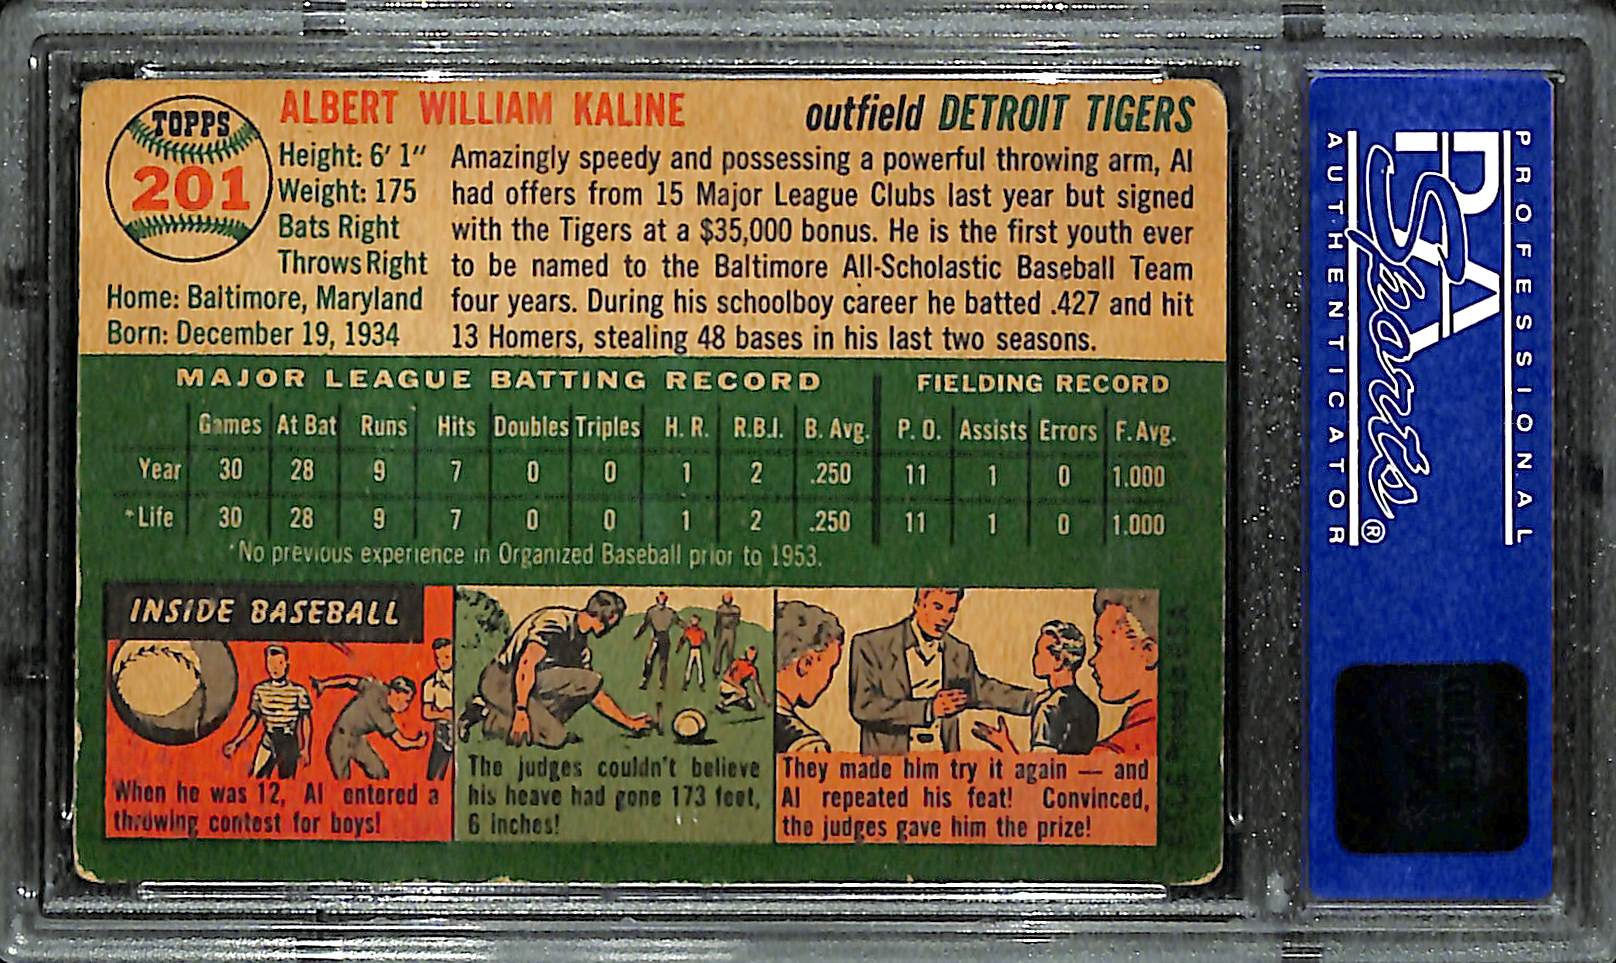 TOPPS
201
ALBERT WILLIAM KALINE
outfield DETROIT TIGERS
Height: 6' 1"
Weight: 175
Bats Right
Throws Right
Home: Baltimore, Maryland
Born: December 19, 1934
Amazingly speedy and possessing a powerful throwing arm, Al
had offers from 15 Major League Clubs last year but signed
with the Tigers at a $35,000 bonus. He is the first youth ever
to be named to the Baltimore All-Scholastic Baseball Team
four years. During his schoolboy career he batted .427 and hit
13 Homers, stealing 48 bases in his last two seasons.
MAJOR LEAGUE BATTING RECORD FIELDING RECORD
Games At Bat Runs Hits Doubles Triples H. R. R.B.I. B. Avg. P. O. Assists Errors F. Avg.
Year 30 28 9 7 0 0 1 2 .250 11 1 0 1.000
*Life 30 28 9 7 0 0 1 2 .250 11 1 0 1.000
*No previous experience in Organized Baseball prior to 1953.
INSIDE BASEBALL
When he was 12, Al entered a
throwing contest for boys!
The judges couldn't believe
his heave had gone 173 feet,
6 inches!
They made him try it again — and
Al repeated his feat! Convinced,
the judges gave him the prize!
PROFESSIONAL
PSA
Sports®
AUTHENTICATOR